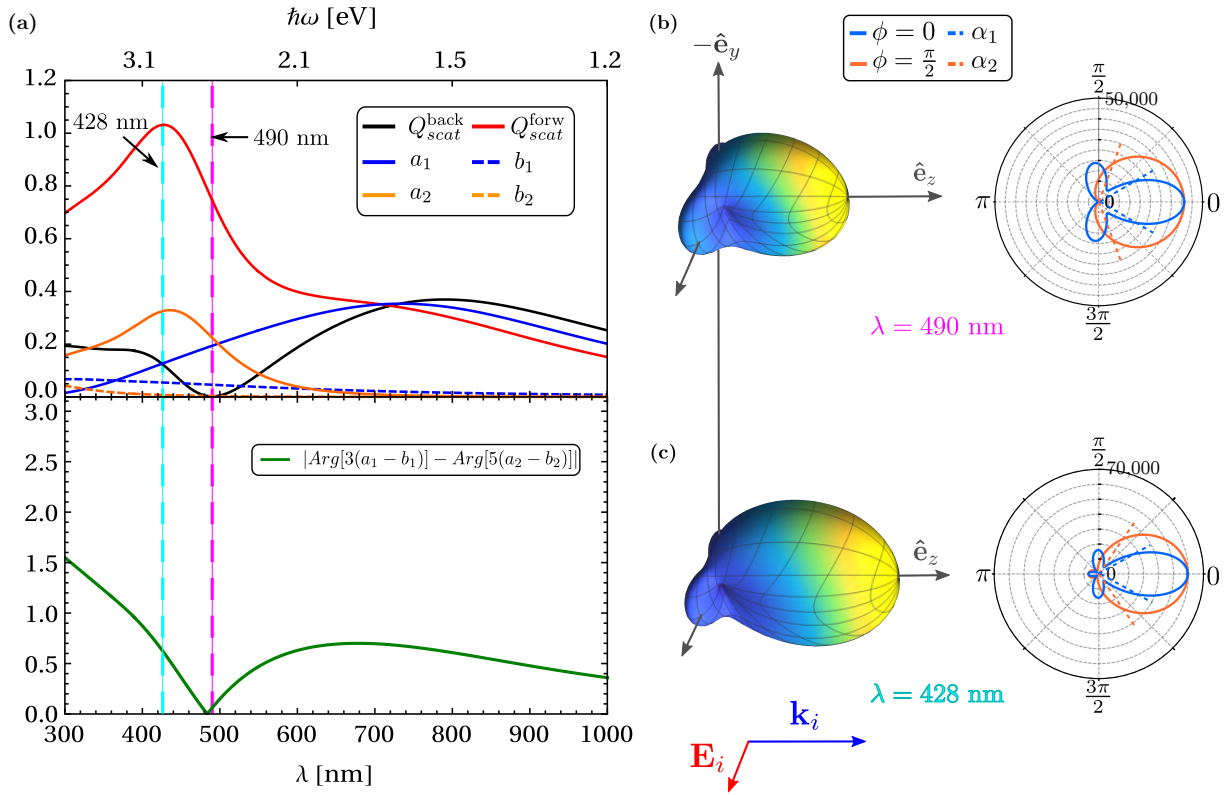 (a)
ħω [eV]
3.1 2.1 1.5 1.2
1.2
1.0
0.8
0.6
0.4
0.2
0.0
428 nm
490 nm
Q_scat^back Q_scat^forw
a₁ b₁
a₂ b₂
3.0
2.5
2.0
1.5
1.0
0.5
0.0
|Arg[3(a₁ − b₁)] − Arg[5(a₂ − b₂)]|
300 400 500 600 700 800 900 1000
λ [nm]
(b)
−ê_y
ê_z
ϕ = 0 α₁
ϕ = π/2 α₂
π/2
50,000
π
0
0
3π/2
λ = 490 nm
(c)
ê_z
π/2
70,000
π
0
0
3π/2
λ = 428 nm
k_i
E_i